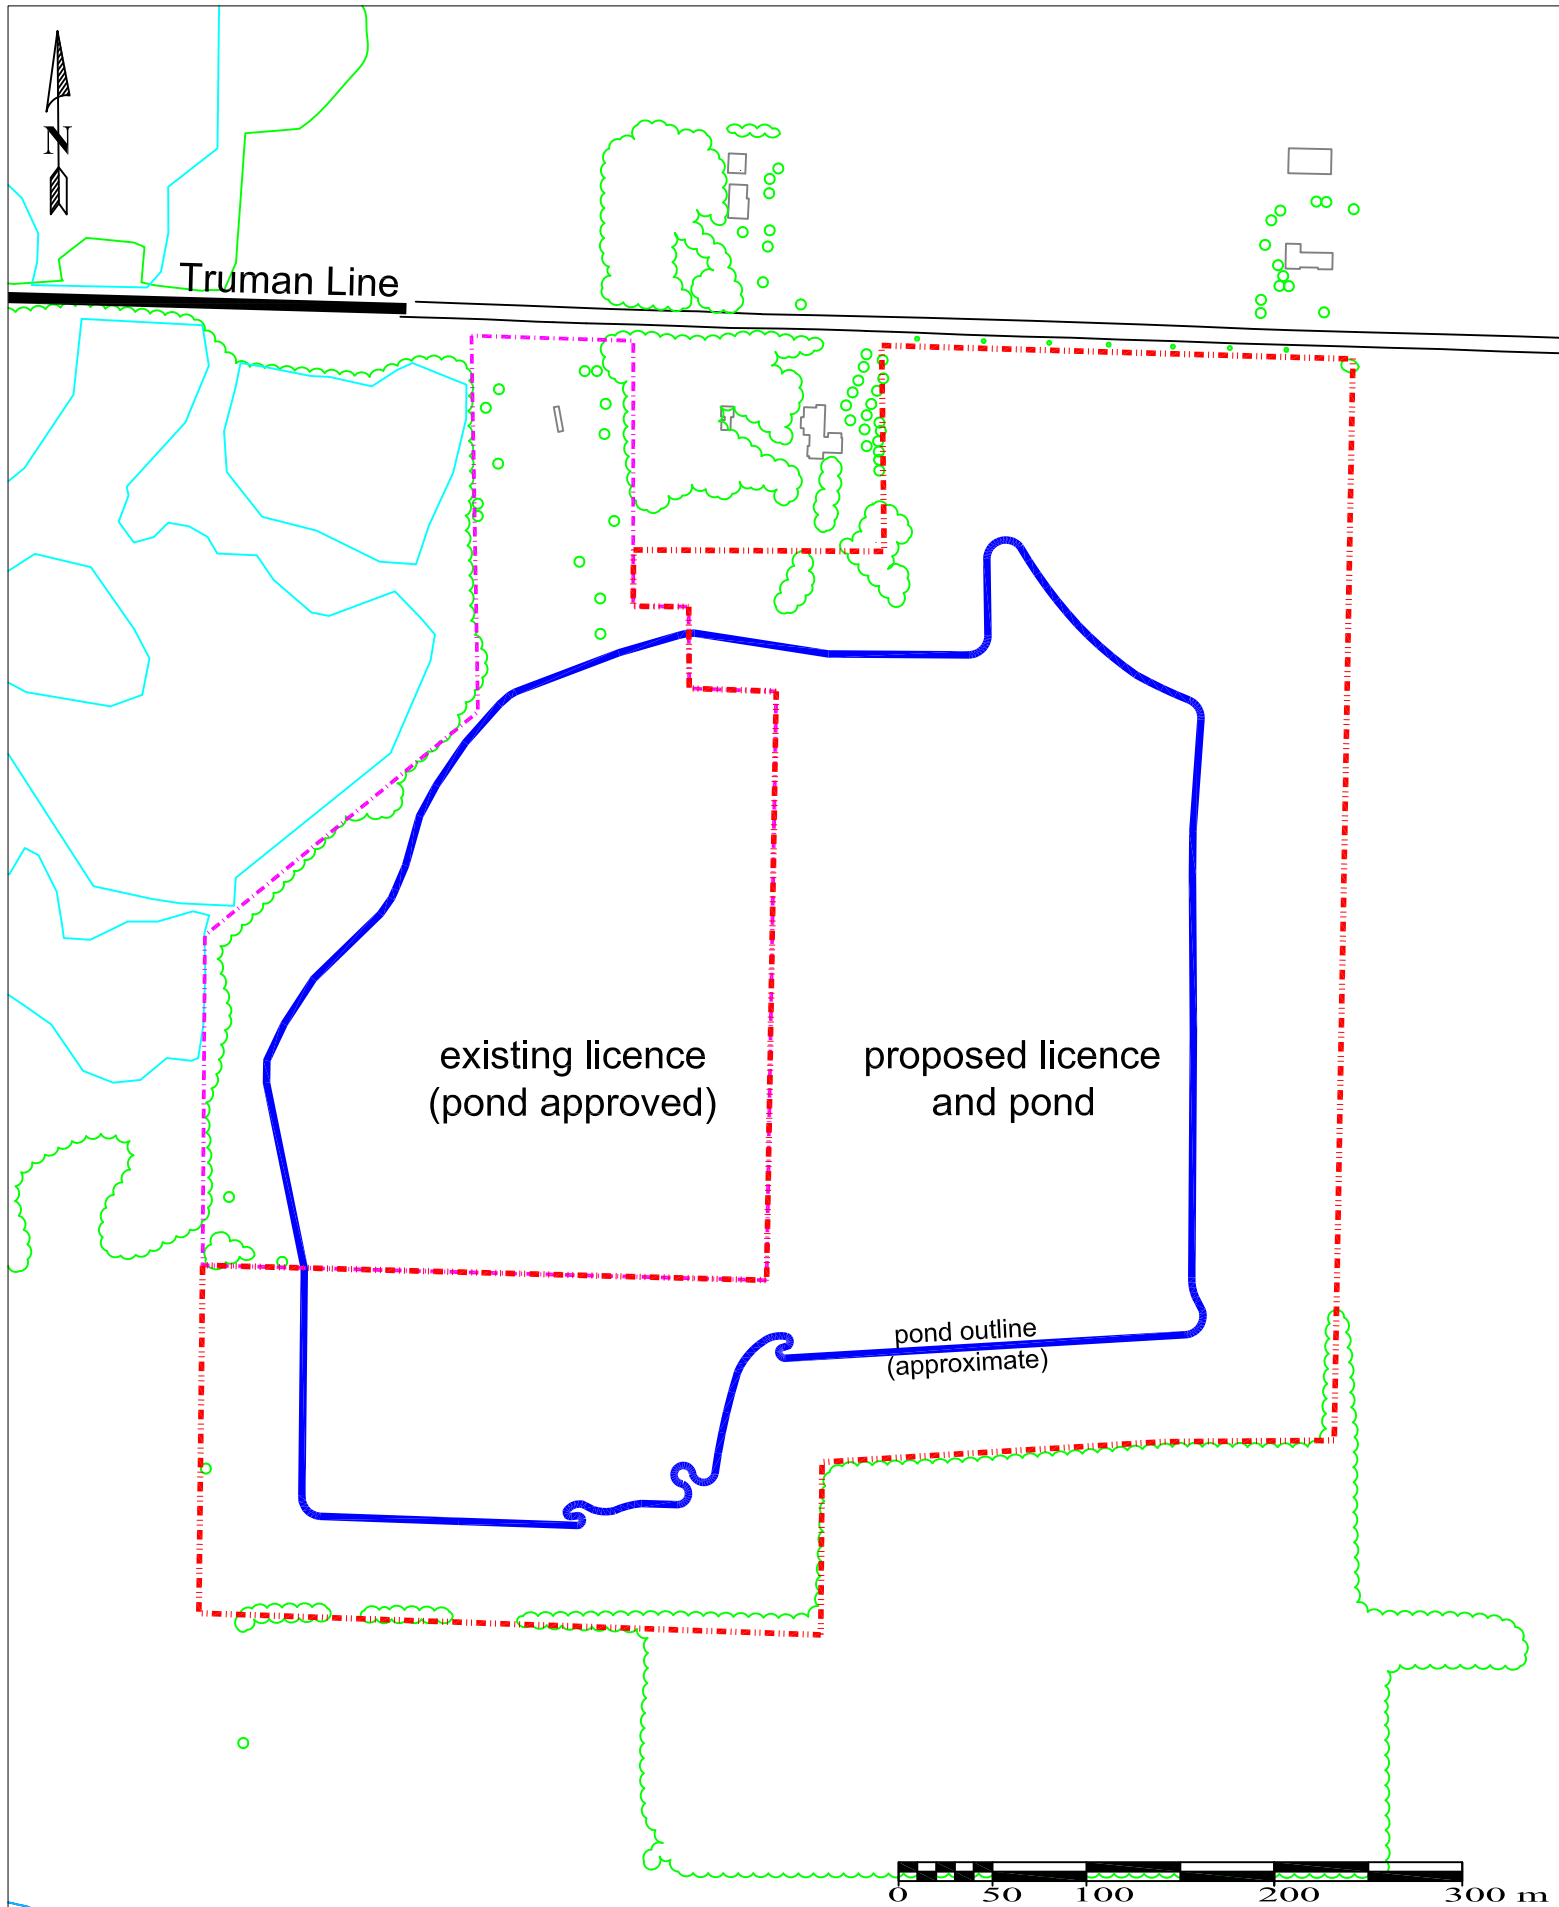 N
Truman Line
existing licence
(pond approved)
proposed licence
and pond
pond outline
(approximate)
0 50 100 200 300 m